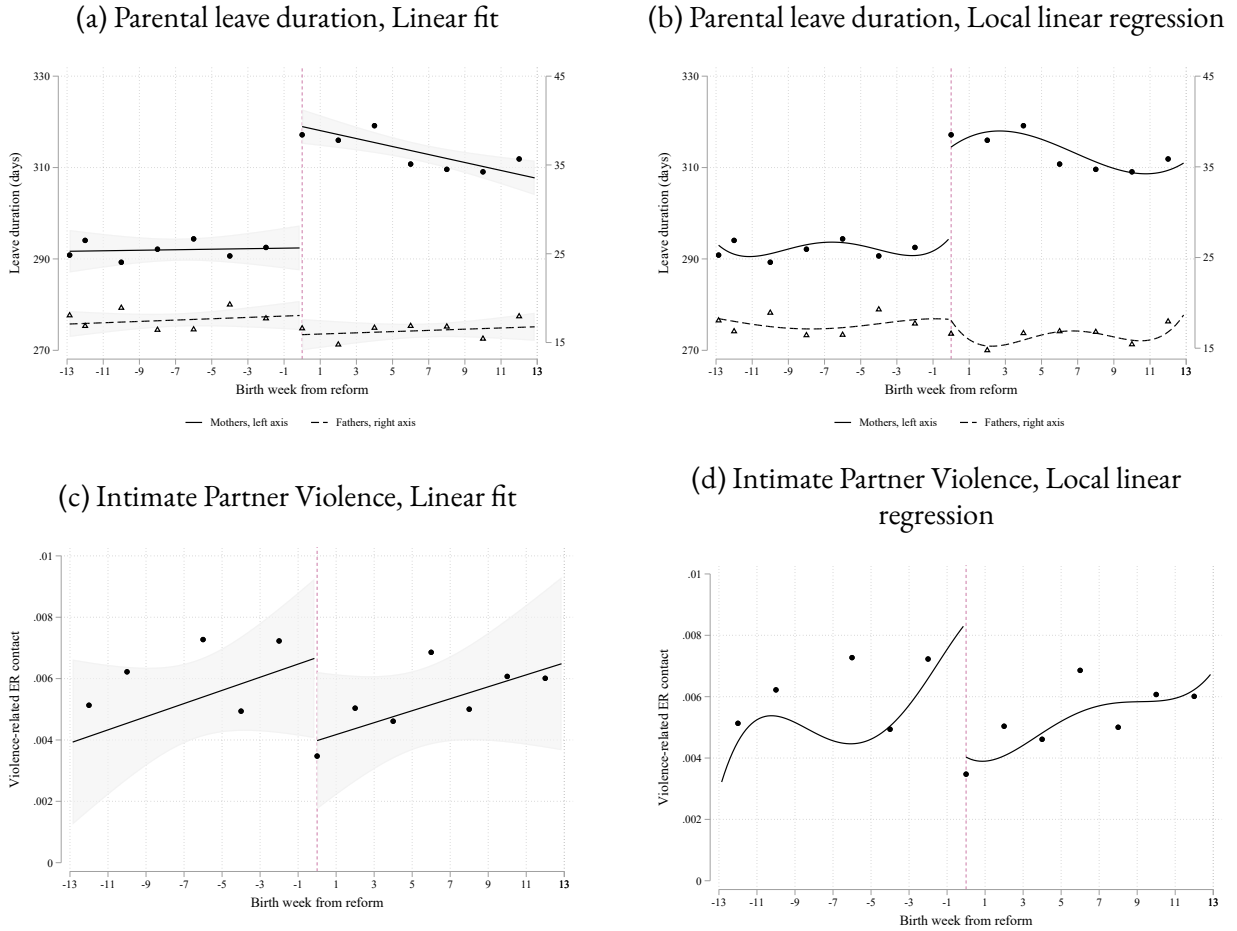 (a) Parental leave duration, Linear fit
330
310
290
270
45
35
25
15
Leave duration (days)
-13 -11 -9 -7 -5 -3 -1 1 3 5 7 9 11 13
Birth week from reform
Mothers, left axis Fathers, right axis
(b) Parental leave duration, Local linear regression
330
310
290
270
45
35
25
15
Leave duration (days)
-13 -11 -9 -7 -5 -3 -1 1 3 5 7 9 11 13
Birth week from reform
Mothers, left axis Fathers, right axis
(c) Intimate Partner Violence, Linear fit
.01
.008
.006
.004
.002
0
Violence-related ER contact
-13 -11 -9 -7 -5 -3 -1 1 3 5 7 9 11 13
Birth week from reform
(d) Intimate Partner Violence, Local linear
regression
.01
.008
.006
.004
.002
0
Violence-related ER contact
-13 -11 -9 -7 -5 -3 -1 1 3 5 7 9 11 13
Birth week from reform